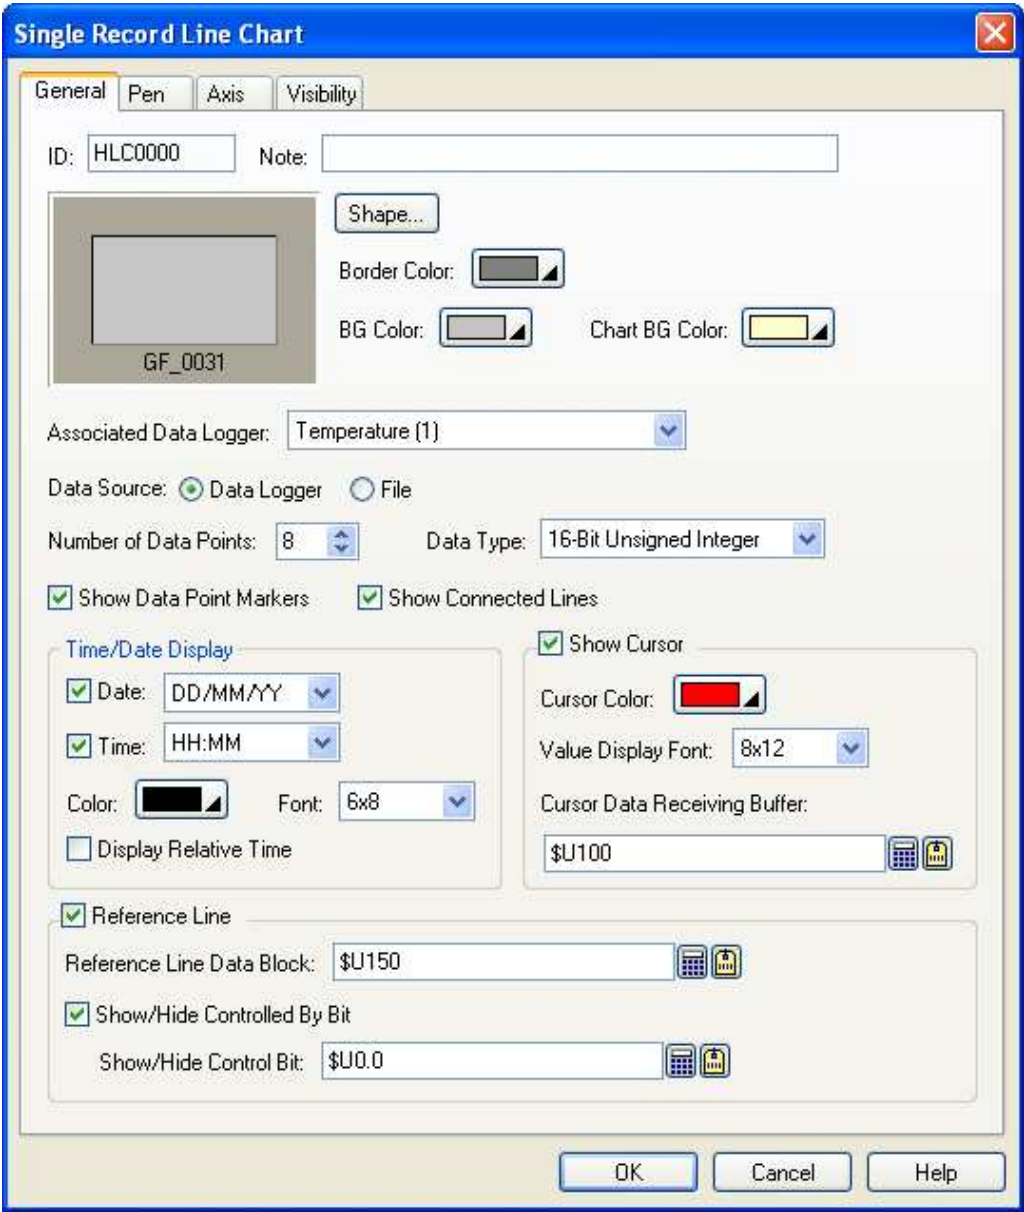 Single Record Line Chart
General Pen Axis Visibility
ID: HLC0000 Note:
Shape...
Border Color:
BG Color: Chart BG Color:
GF_0031
Associated Data Logger: Temperature (1)
Data Source: Data Logger File
Number of Data Points: 8 Data Type: 16-Bit Unsigned Integer
Show Data Point Markers Show Connected Lines
Time/Date Display
Date: DD/MM/YY
Time: HH:MM
Color: Font: 6x8
Display Relative Time
Show Cursor
Cursor Color:
Value Display Font: 8x12
Cursor Data Receiving Buffer:
$U100
Reference Line
Reference Line Data Block: $U150
Show/Hide Controlled By Bit
Show/Hide Control Bit: $U0.0
OK Cancel Help